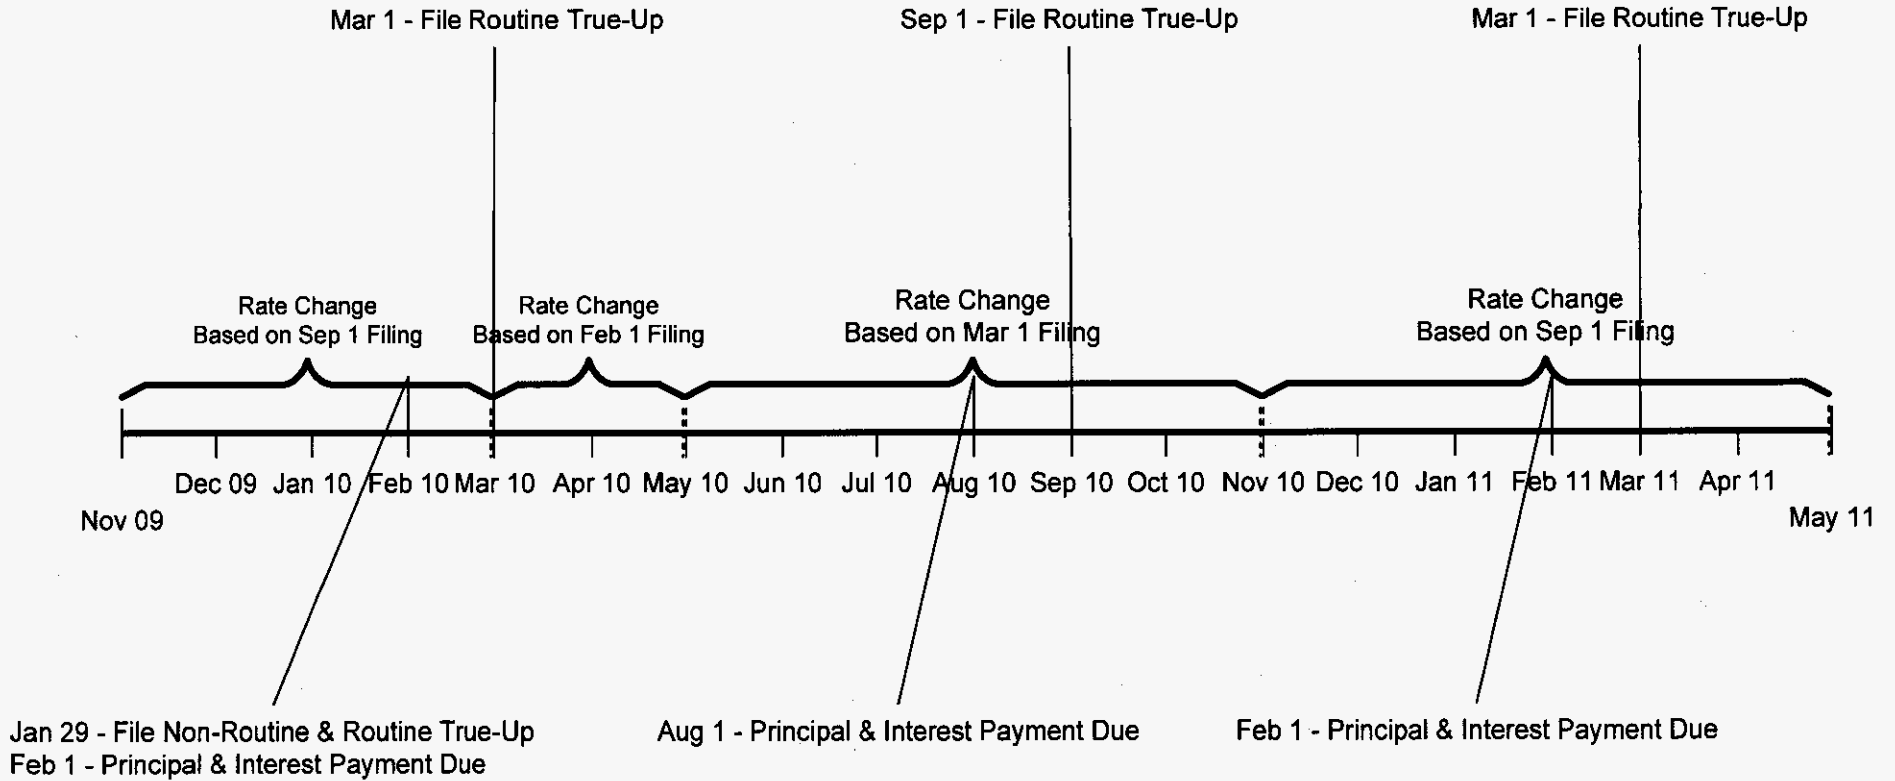 Mar 1 - File Routine True-Up
Sep 1 - File Routine True-Up
Mar 1 - File Routine True-Up
Rate Change
Based on Sep 1 Filing
Rate Change
Based on Feb 1 Filing
Rate Change
Based on Mar 1 Filing
Rate Change
Based on Sep 1 Filing
Dec 09 Jan 10 Feb 10 Mar 10 Apr 10 May 10 Jun 10 Jul 10 Aug 10 Sep 10 Oct 10 Nov 10 Dec 10 Jan 11 Feb 11 Mar 11 Apr 11
Nov 09
May 11
Jan 29 - File Non-Routine & Routine True-Up
Feb 1 - Principal & Interest Payment Due
Aug 1 - Principal & Interest Payment Due
Feb 1 - Principal & Interest Payment Due